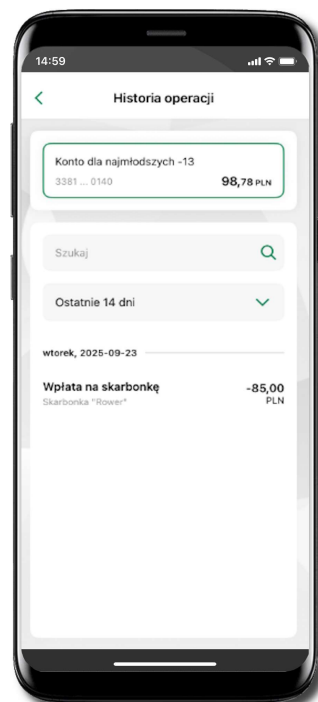 14:59
Historia operacji
Konto dla najmłodszych -13
3381 ... 0140 98,78 PLN
Szukaj
Ostatnie 14 dni
wtorek, 2025-09-23
Wpłata na skarbonkę -85,00
Skarbonka "Rower" PLN